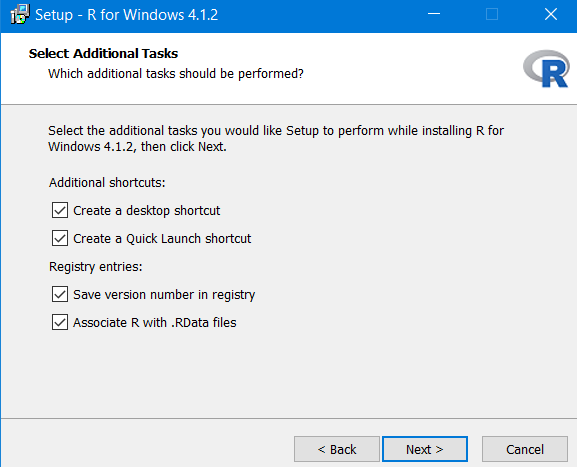 Setup - R for Windows 4.1.2
Select Additional Tasks
Which additional tasks should be performed?
R
Select the additional tasks you would like Setup to perform while installing R for
Windows 4.1.2, then click Next.
Additional shortcuts:
Create a desktop shortcut
Create a Quick Launch shortcut
Registry entries:
Save version number in registry
Associate R with .RData files
< Back
Next >
Cancel